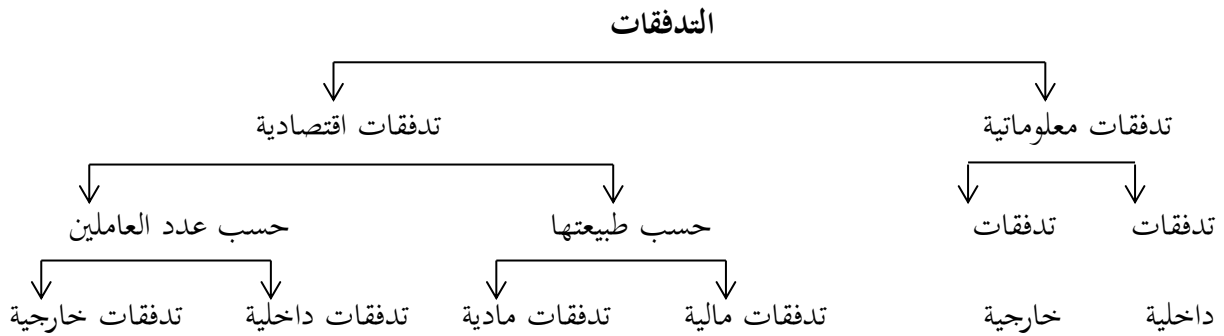 التدفقات
تدفقات معلوماتية تدفقات اقتصادية
تدفقات تدفقات حسب طبيعتها حسب عدد العاملين
داخلية خارجية تدفقات مالية تدفقات مادية تدفقات داخلية تدفقات خارجية